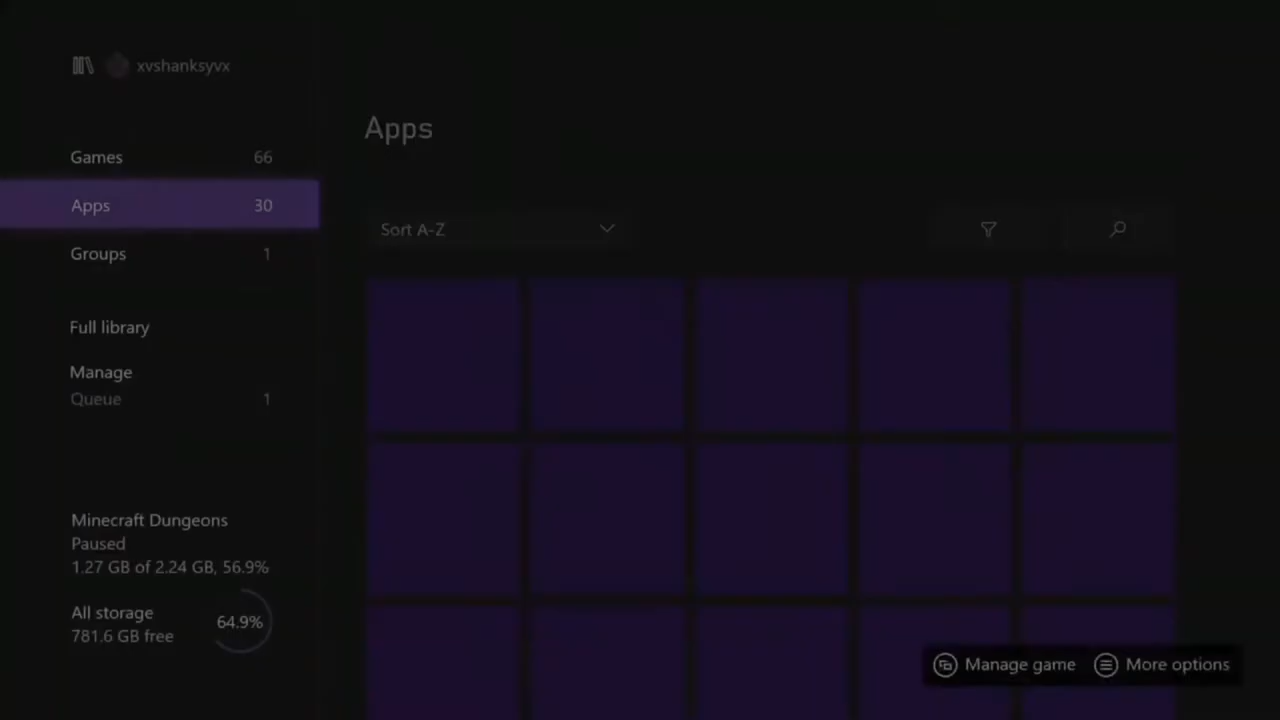 xvshanksyvx
Apps
Games 66
Apps 30
Groups 1
Full library
Manage
Queue 1
Sort A-Z
Minecraft Dungeons
Paused
1.27 GB of 2.24 GB, 56.9%
All storage
781.6 GB free
64.9%
Manage game
More options